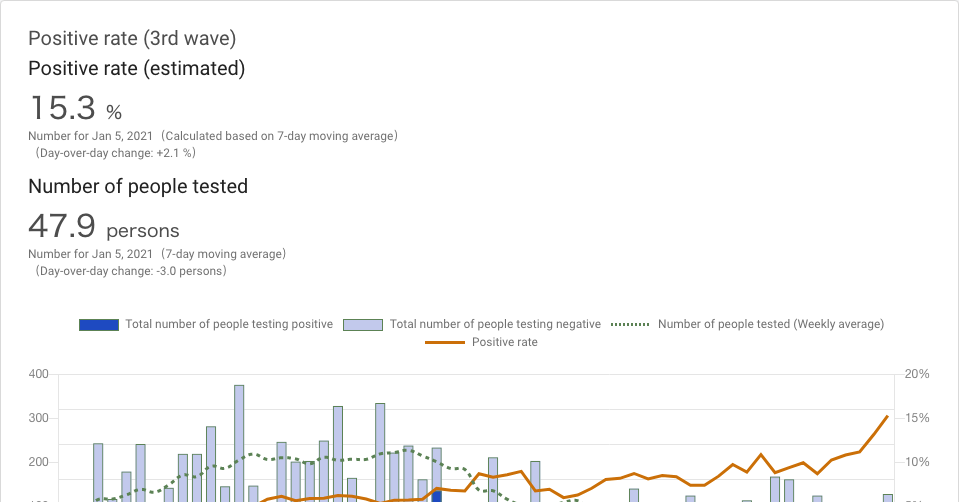 Positive rate (3rd wave)
Positive rate (estimated)
15.3 %
Number for Jan 5, 2021（Calculated based on 7-day moving average）
（Day-over-day change: +2.1 %）
Number of people tested
47.9 persons
Number for Jan 5, 2021（7-day moving average）
（Day-over-day change: -3.0 persons）
Total number of people testing positive Total number of people testing negative Number of people tested (Weekly average)
Positive rate
400 20%
300 15%
200 10%